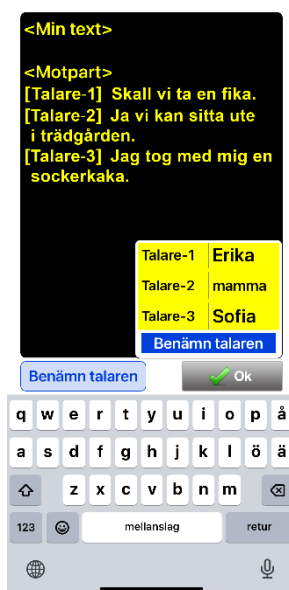 <Min text>
<Motpart>
[Talare-1] Skall vi ta en fika.
[Talare-2] Ja vi kan sitta ute
i trädgården.
[Talare-3] Jag tog med mig en
sockerkaka.
Talare-1 Erika
Talare-2 mamma
Talare-3 Sofia
Benämn talaren
Benämn talaren Ok
q w e r t y u i o p å
a s d f g h j k l ö ä
z x c v b n m
123 mellanslag retur